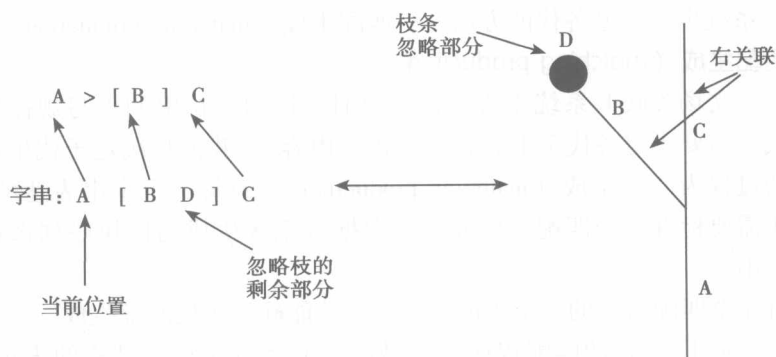 A > [ B ] C
字串: A [ B D ] C
当前位置
忽略枝的
剩余部分
枝条
忽略部分
D
右关联
B
C
A